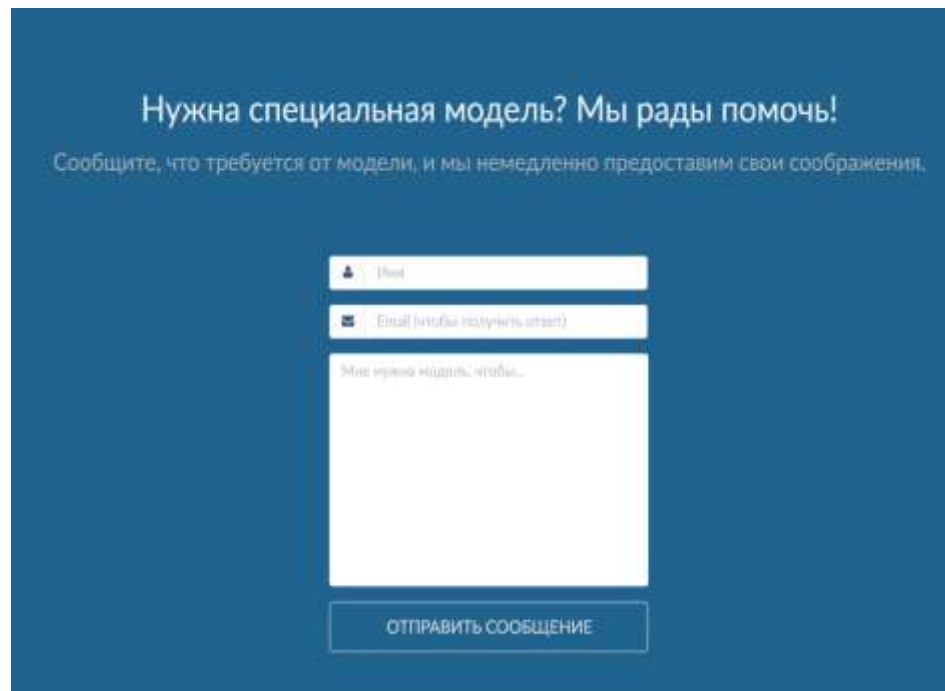 Нужна специальная модель? Мы рады помочь!
Сообщите, что требуется от модели, и мы немедленно предоставим свои соображения.
Имя
Email (чтобы получить ответ)
Мне нужна модель, чтобы...
ОТПРАВИТЬ СООБЩЕНИЕ